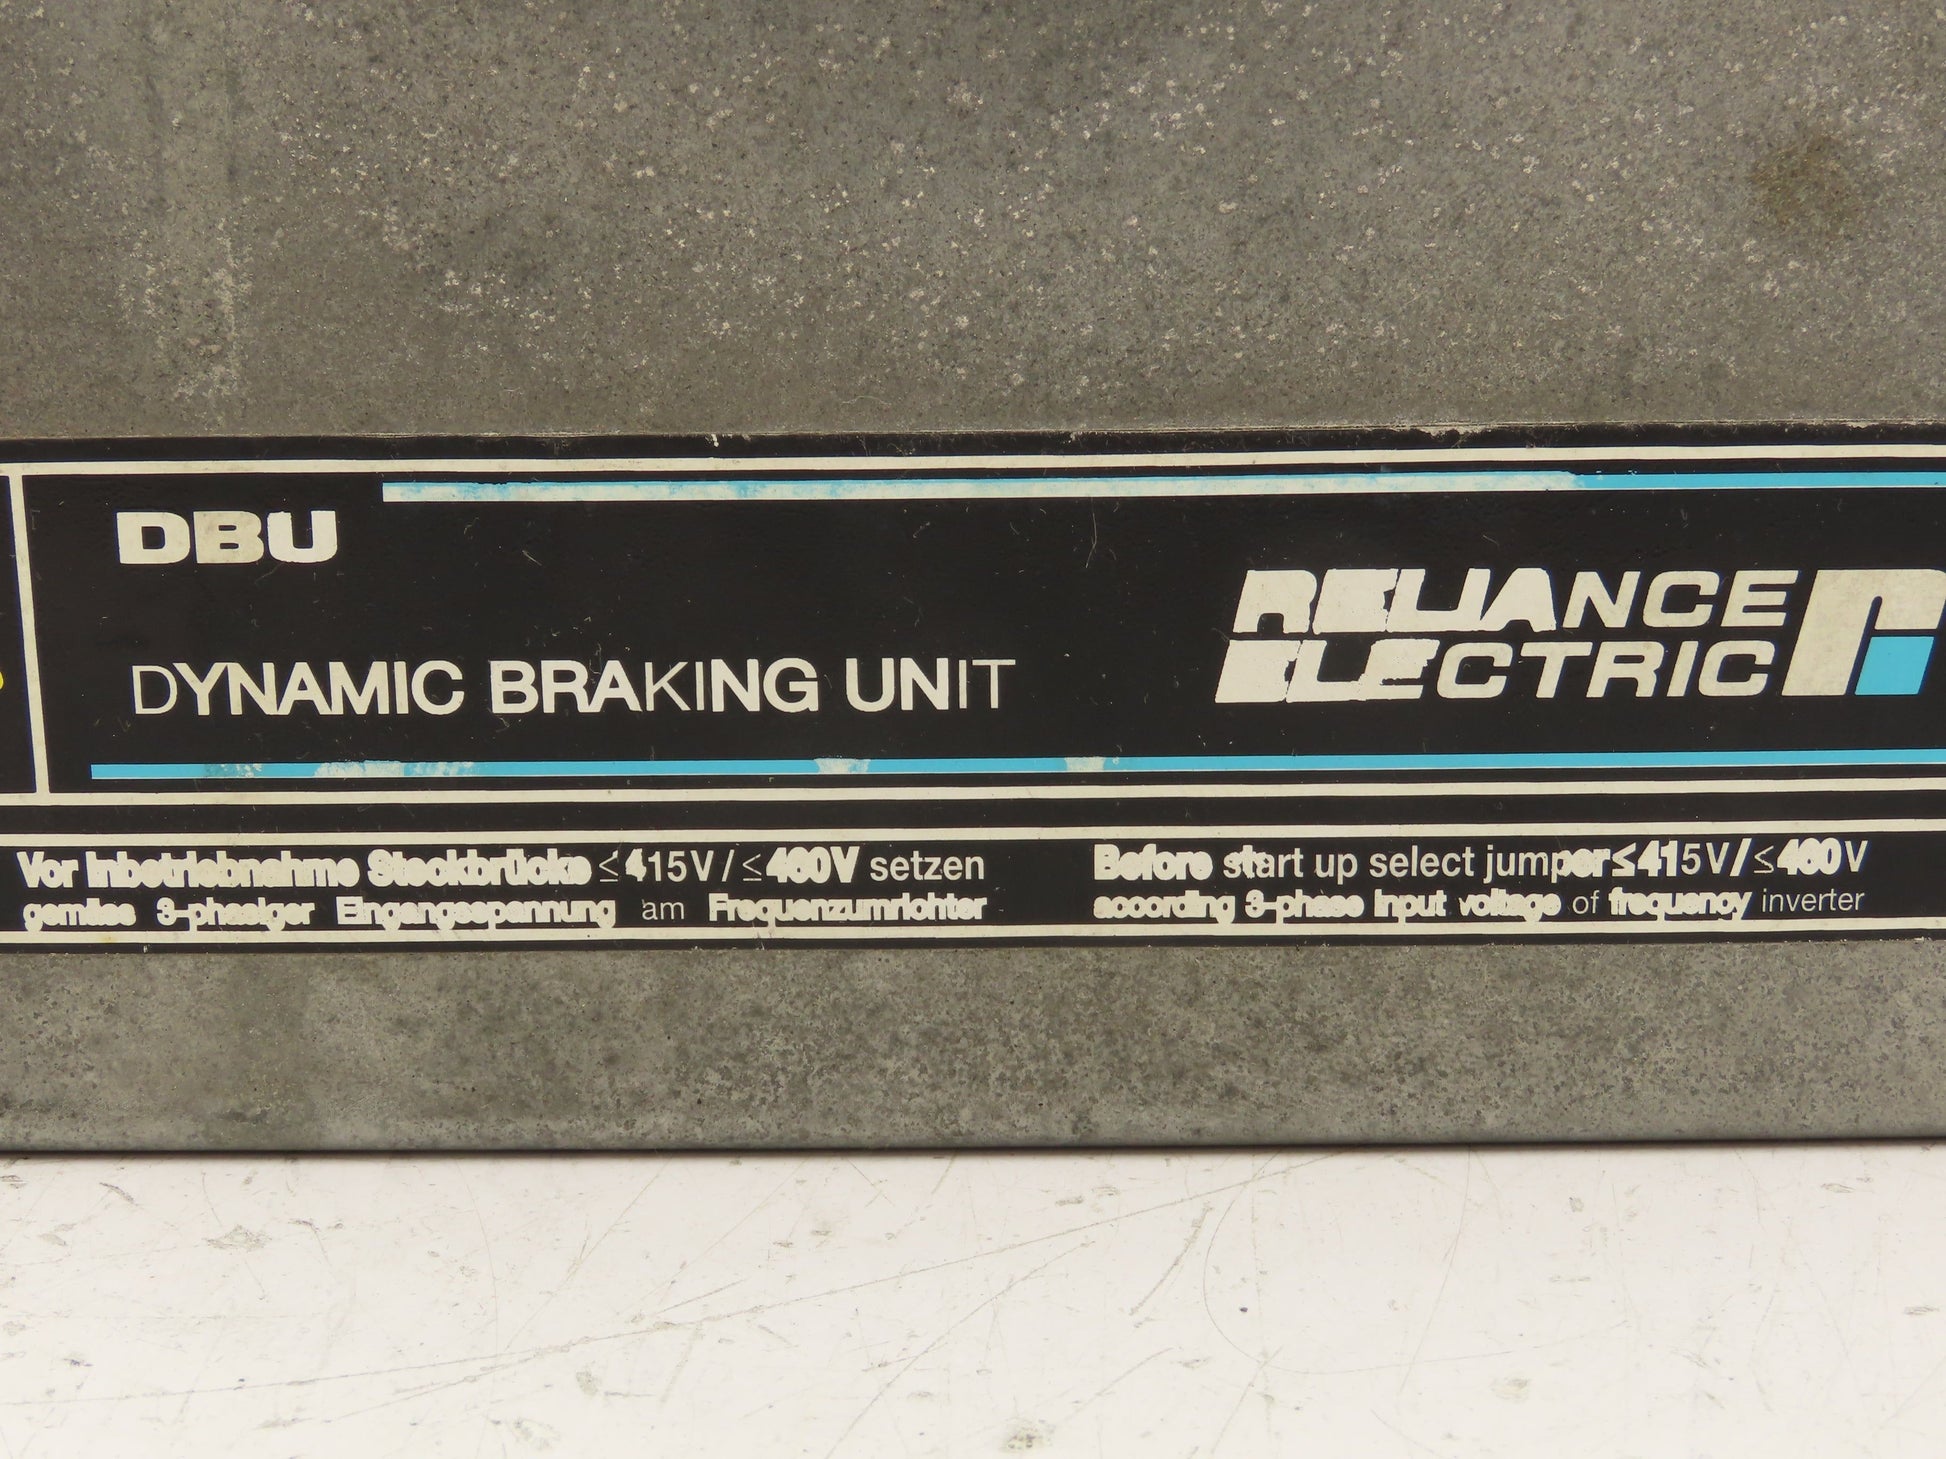 DBU
DYNAMIC BRAKING UNIT
RELIANCE
ELECTRIC
Vor Inbetriebnahme Steckbrücke ≤415V/≤460V setzen
gemäss 3-phasiger Eingangsspannung am Frequenzumrichter
Before start up select jumper≤415V/≤460V
according 3-phase input voltage of frequency inverter